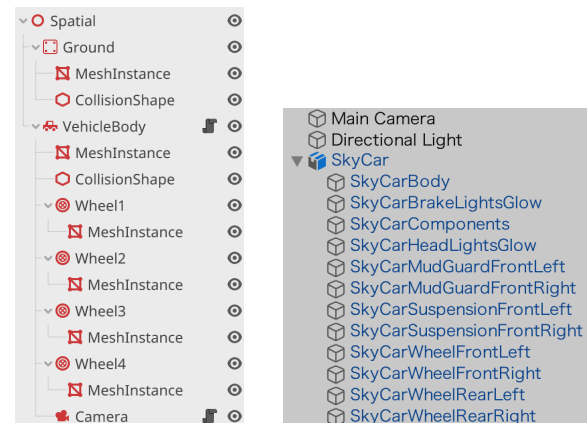 Spatial
Ground
MeshInstance
CollisionShape
VehicleBody
MeshInstance
CollisionShape
Wheel1
MeshInstance
Wheel2
MeshInstance
Wheel3
MeshInstance
Wheel4
MeshInstance
Camera
Main Camera
Directional Light
SkyCar
SkyCarBody
SkyCarBrakeLightsGlow
SkyCarComponents
SkyCarHeadLightsGlow
SkyCarMudGuardFrontLeft
SkyCarMudGuardFrontRight
SkyCarSuspensionFrontLeft
SkyCarSuspensionFrontRight
SkyCarWheelFrontLeft
SkyCarWheelFrontRight
SkyCarWheelRearLeft
SkyCarWheelRearRight